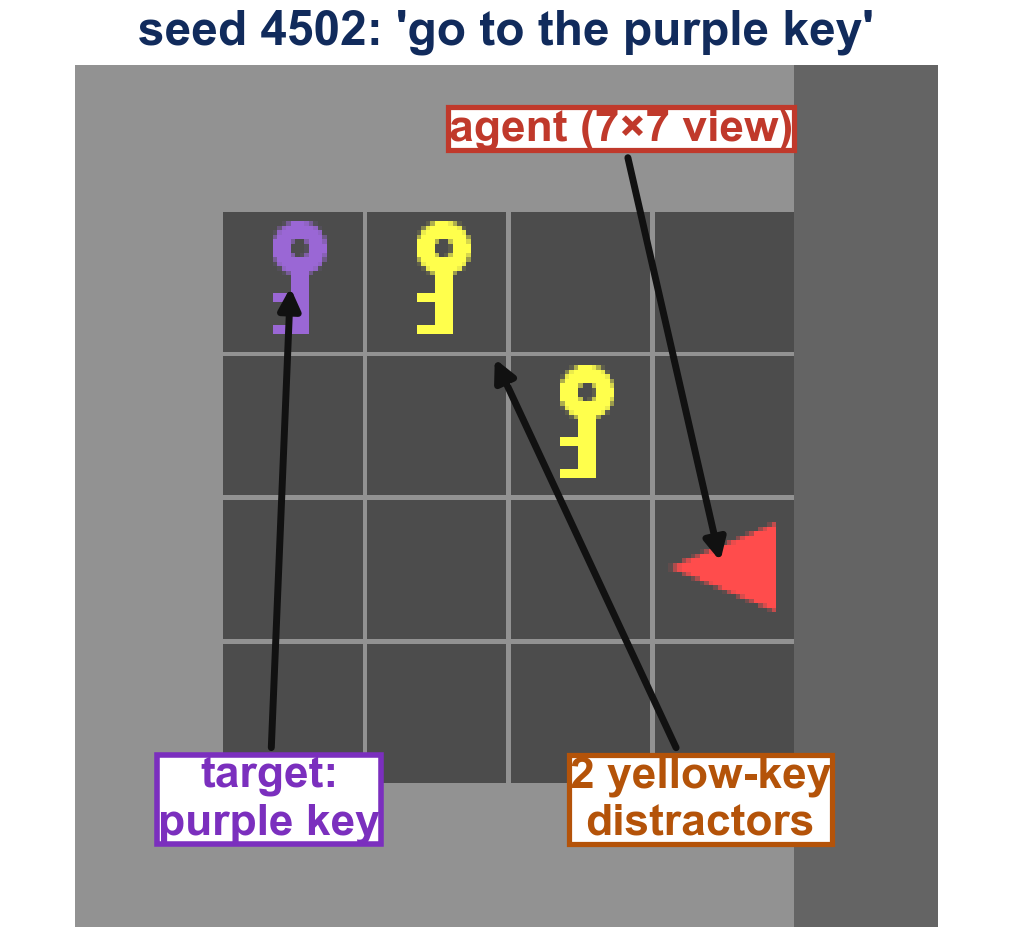 seed 4502: 'go to the purple key'
agent (7×7 view)
target:
purple key
2 yellow-key
distractors